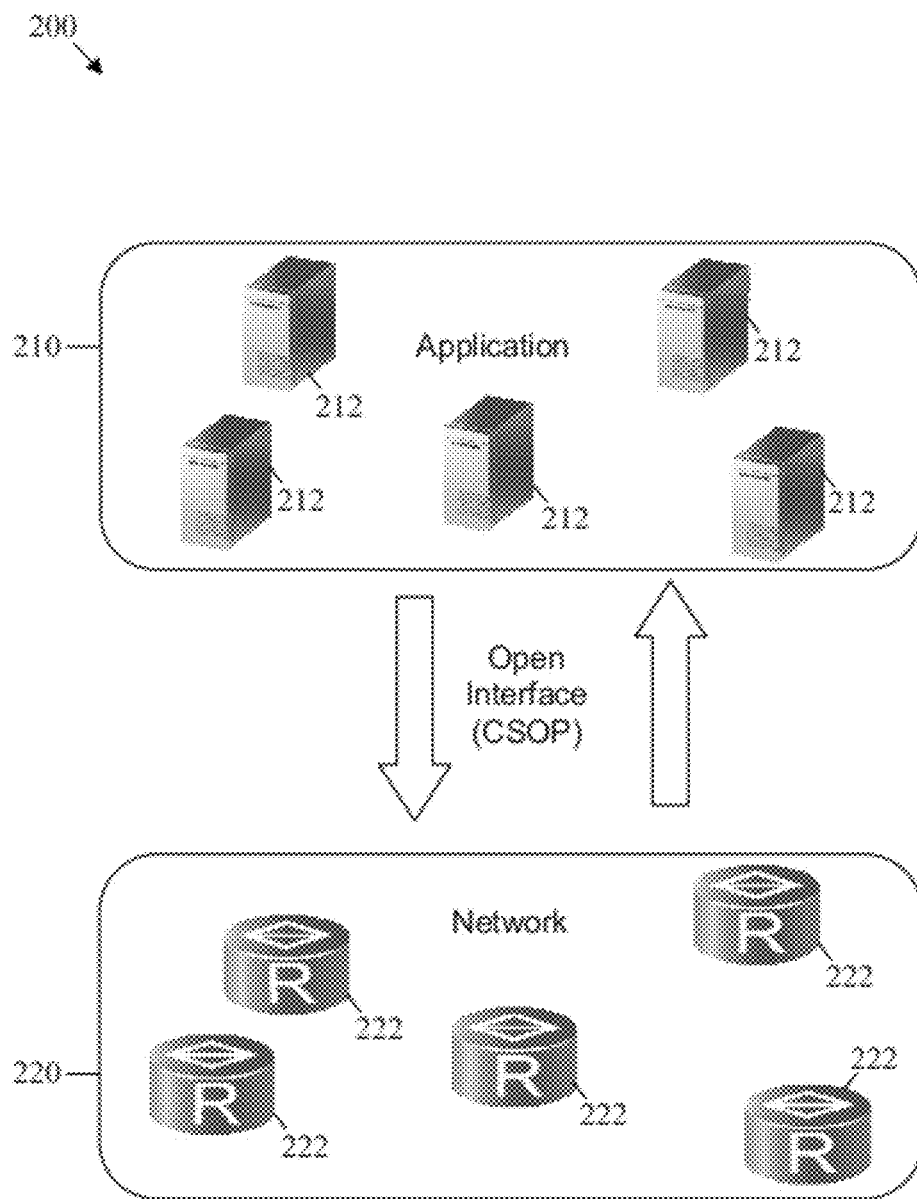 200
210
Application
212
212
212
212
212
Open
Interface
(CSOP)
Network
R
222
R
222
R
222
R
222
222
R
220